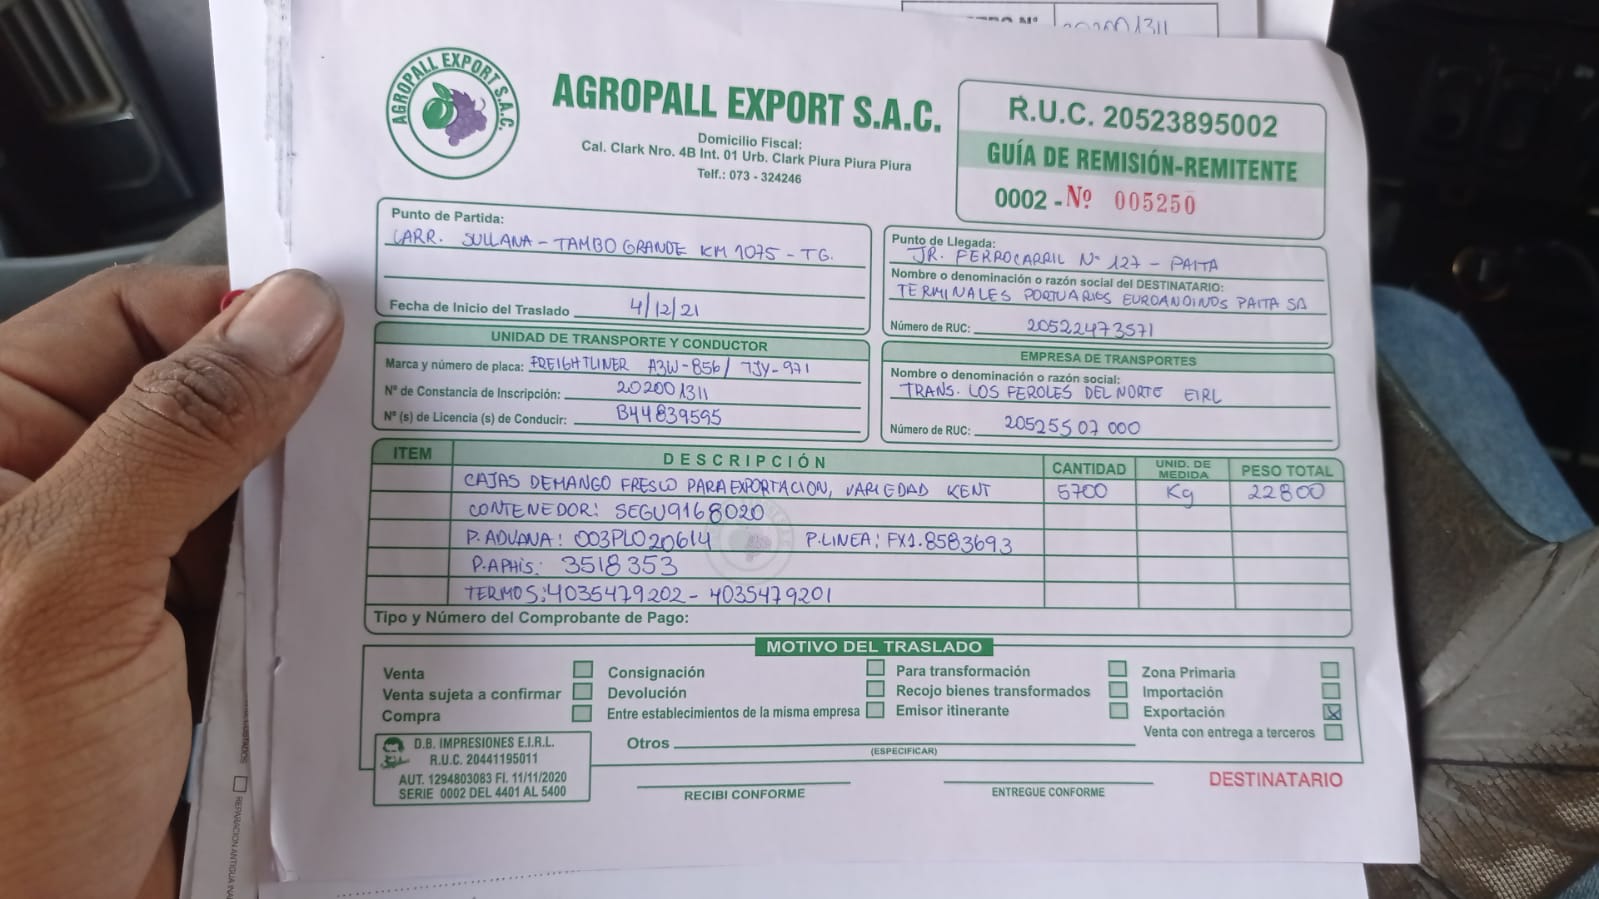 202001311
AGROPALL EXPORT S.A.C.
AGROPALL EXPORT S.A.C.
Domicilio Fiscal:
Cal. Clark Nro. 4B Int. 01 Urb. Clark Piura Piura Piura
Telf.: 073 - 324246
R.U.C. 20523895002
GUÍA DE REMISIÓN-REMITENTE
0002 - Nº 005250
Punto de Partida:
CARR. SULLANA - TAMBO GRANDE KM 1075 - TG.
Fecha de Inicio del Traslado 4/12/21
Punto de Llegada:
JR. FERROCARRIL Nº 127 - PAITA
Nombre o denominación o razón social del DESTINATARIO:
TERMINALES PORTUARIOS EUROANDINOS PAITA SA
Número de RUC: 20522473571
UNIDAD DE TRANSPORTE Y CONDUCTOR
Marca y número de placa: FREIGHTLINER A3W-856/ TJY-971
Nº de Constancia de Inscripción: 202001311
Nº (s) de Licencia (s) de Conducir: B44839595
EMPRESA DE TRANSPORTES
Nombre o denominación o razón social:
TRANS. LOS FEROLES DEL NORTE EIRL
Número de RUC: 20525507000
ITEM DESCRIPCIÓN CANTIDAD UNID. DE MEDIDA PESO TOTAL
CAJAS DE MANGO FRESCO PARA EXPORTACION, VARIEDAD KENT 5700 Kg 22800
CONTENEDOR: SEGU9168020
P. ADUANA: 003PLO20614 P.LINEA: FX1.8583693
P.APHIS: 3518353
TERMOS: 4035479202 - 4035479201
Tipo y Número del Comprobante de Pago:
MOTIVO DEL TRASLADO
Venta Consignación Para transformación Zona Primaria
Venta sujeta a confirmar Devolución Recojo bienes transformados Importación
Compra Entre establecimientos de la misma empresa Emisor itinerante Exportación X
Venta con entrega a terceros
Otros
(ESPECIFICAR)
D.B. IMPRESIONES E.I.R.L.
R.U.C. 20441195011
AUT. 1294803083 FI. 11/11/2020
SERIE 0002 DEL 4401 AL 5400
RECIBI CONFORME
ENTREGUE CONFORME
DESTINATARIO